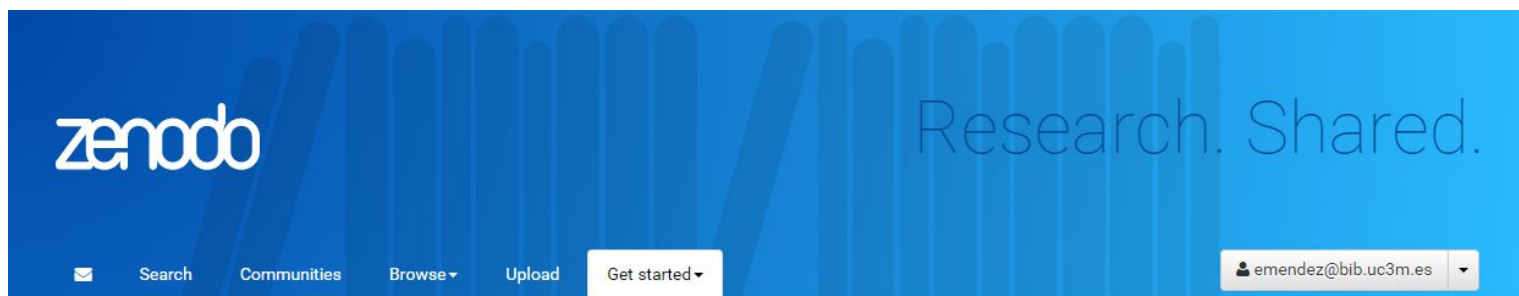 zenodo
Research. Shared.
Search Communities Browse Upload Get started emendez@bib.uc3m.es